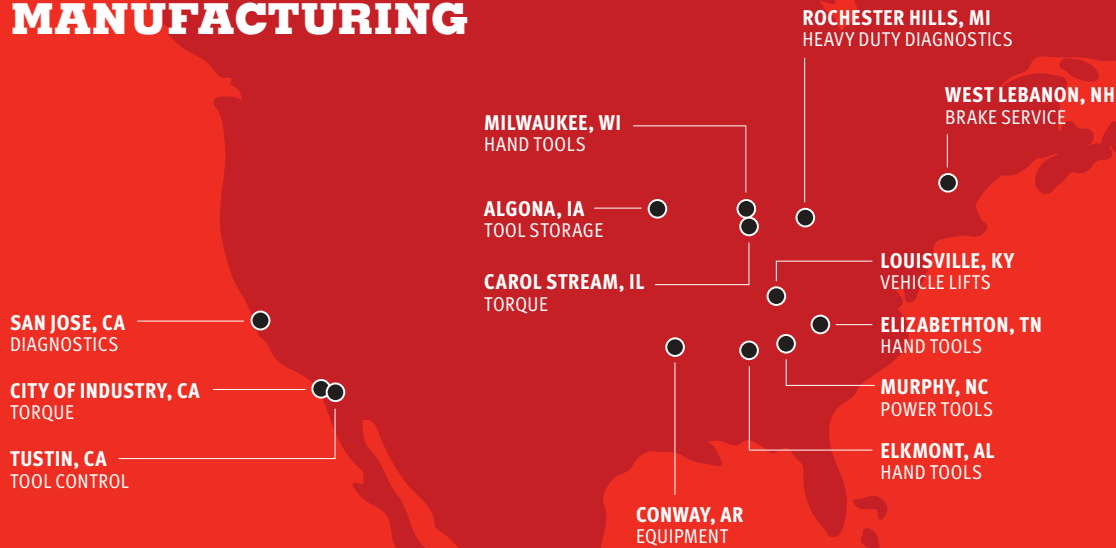 MANUFACTURING
ROCHESTER HILLS, MI
HEAVY DUTY DIAGNOSTICS
WEST LEBANON, NH
BRAKE SERVICE
MILWAUKEE, WI
HAND TOOLS
ALGONA, IA
TOOL STORAGE
CAROL STREAM, IL
TORQUE
LOUISVILLE, KY
VEHICLE LIFTS
SAN JOSE, CA
DIAGNOSTICS
ELIZABETHTON, TN
HAND TOOLS
CITY OF INDUSTRY, CA
TORQUE
MURPHY, NC
POWER TOOLS
TUSTIN, CA
TOOL CONTROL
ELKMONT, AL
HAND TOOLS
CONWAY, AR
EQUIPMENT